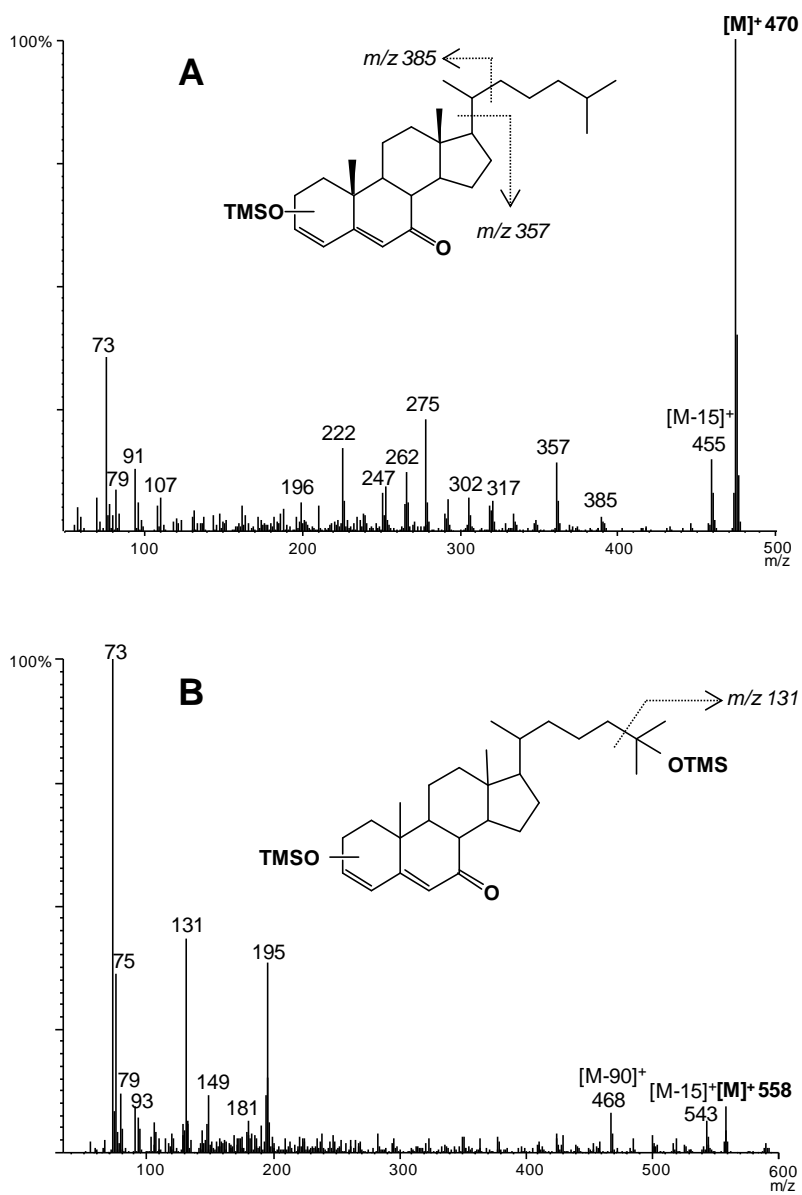 [M]+ 470
100%
A
m/z 385
TMSO
O
m/z 357
73
275
[M-15]+
222
455
91
262
357
79
107
247
302
196
317
385
100
200
300
400
500
m/z
73
100%
B
m/z 131
OTMS
TMSO
O
131
75
195
[M-90]+
79
149
[M-15]+ [M]+ 558
93
468
181
543
100
200
300
400
500
600
m/z